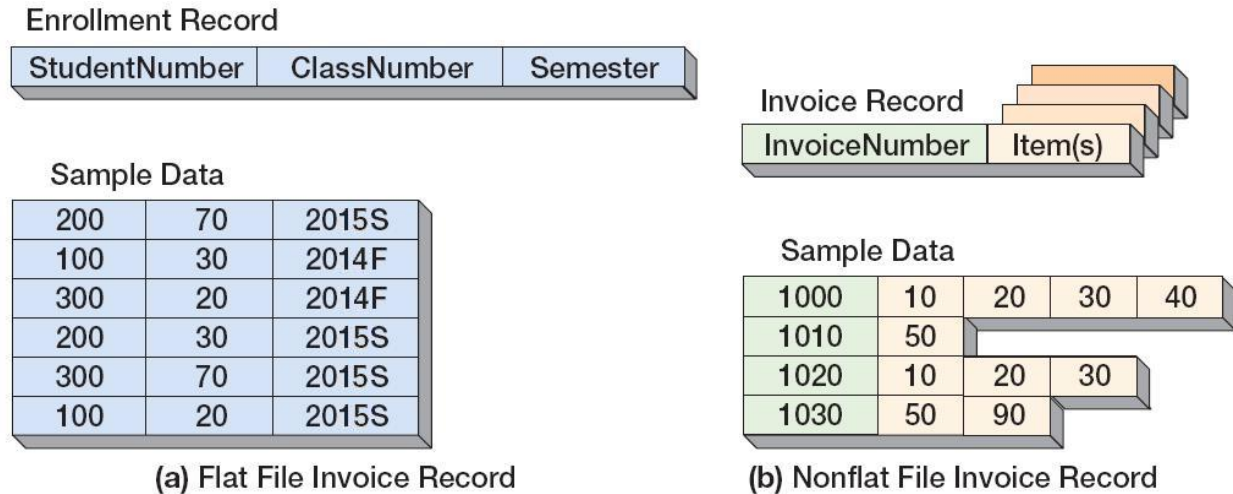 Enrollment Record
StudentNumber ClassNumber Semester
Sample Data
200 70 2015S
100 30 2014F
300 20 2014F
200 30 2015S
300 70 2015S
100 20 2015S
(a) Flat File Invoice Record
Invoice Record
InvoiceNumber Item(s)
Sample Data
1000 10 20 30 40
1010 50
1020 10 20 30
1030 50 90
(b) Nonflat File Invoice Record